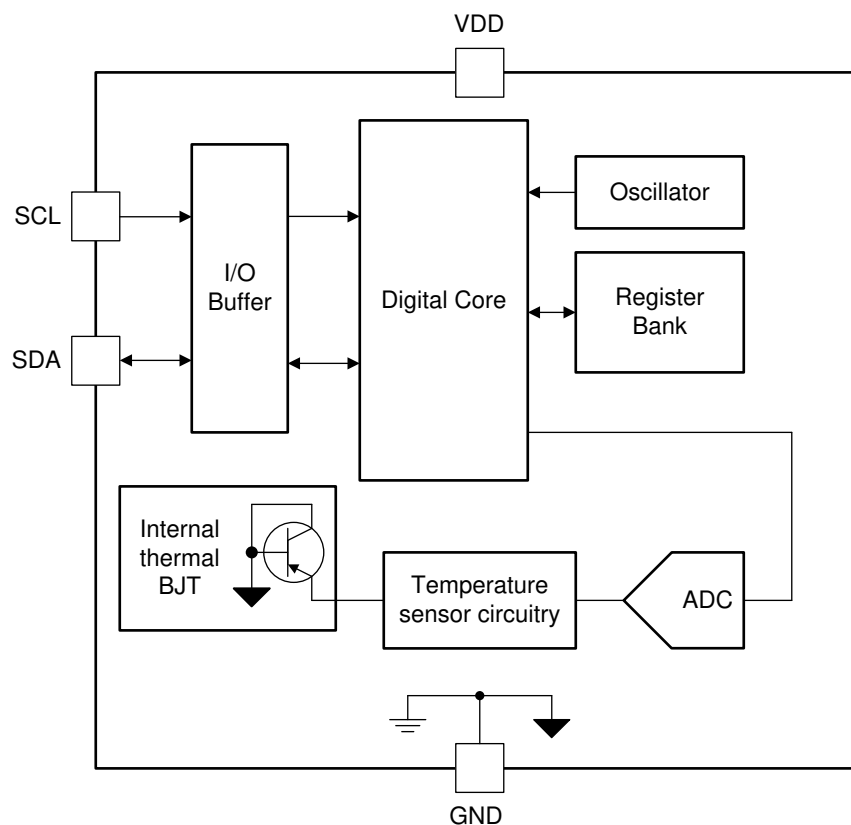 VDD
SCL
I/O
Buffer
SDA
Digital Core
Oscillator
Register
Bank
Internal
thermal
BJT
Temperature
sensor circuitry
ADC
GND